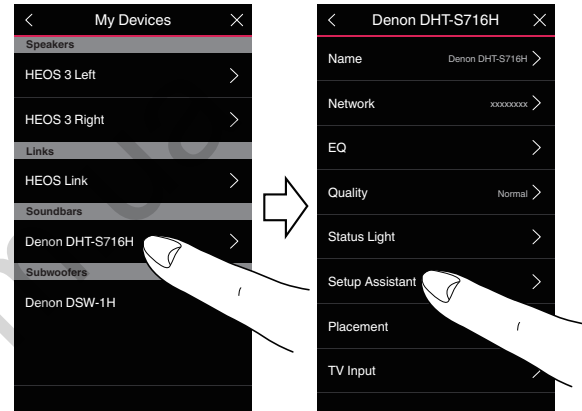 My Devices
Speakers
HEOS 3 Left
HEOS 3 Right
Links
HEOS Link
Soundbars
Denon DHT-S716H
Subwoofers
Denon DSW-1H
Denon DHT-S716H
Name Denon DHT-S716H
Network xxxxxxxx
EQ
Quality Normal
Status Light
Setup Assistant
Placement
TV Input